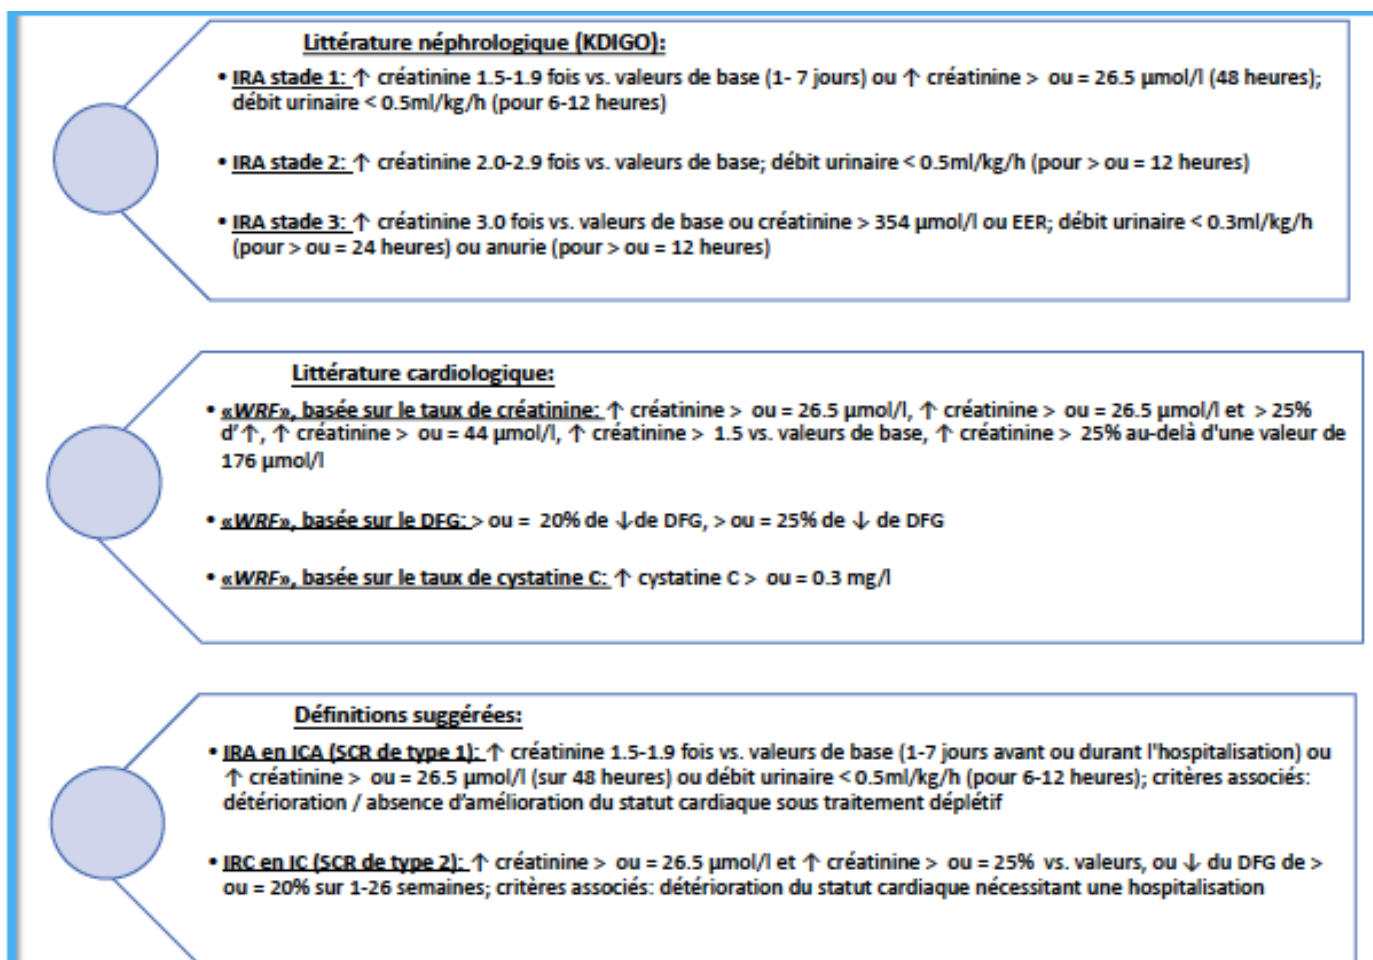 Littérature néphrologique (KDIGO):
• IRA stade 1: ↑ créatinine 1.5-1.9 fois vs. valeurs de base (1- 7 jours) ou ↑ créatinine > ou = 26.5 µmol/l (48 heures);
débit urinaire < 0.5ml/kg/h (pour 6-12 heures)
• IRA stade 2: ↑ créatinine 2.0-2.9 fois vs. valeurs de base; débit urinaire < 0.5ml/kg/h (pour > ou = 12 heures)
• IRA stade 3: ↑ créatinine 3.0 fois vs. valeurs de base ou créatinine > 354 µmol/l ou EER; débit urinaire < 0.3ml/kg/h
(pour > ou = 24 heures) ou anurie (pour > ou = 12 heures)
Littérature cardiologique:
• «WRF», basée sur le taux de créatinine: ↑ créatinine > ou = 26.5 µmol/l, ↑ créatinine > ou = 26.5 µmol/l et > 25%
d'↑, ↑ créatinine > ou = 44 µmol/l, ↑ créatinine > 1.5 vs. valeurs de base, ↑ créatinine > 25% au-delà d'une valeur de
176 µmol/l
• «WRF», basée sur le DFG: > ou = 20% de ↓de DFG, > ou = 25% de ↓ de DFG
• «WRF», basée sur le taux de cystatine C: ↑ cystatine C > ou = 0.3 mg/l
Définitions suggérées:
• IRA en ICA (SCR de type 1): ↑ créatinine 1.5-1.9 fois vs. valeurs de base (1-7 jours avant ou durant l'hospitalisation) ou
↑ créatinine > ou = 26.5 µmol/l (sur 48 heures) ou débit urinaire < 0.5ml/kg/h (pour 6-12 heures); critères associés:
détérioration / absence d'amélioration du statut cardiaque sous traitement déplétif
• IRC en IC (SCR de type 2): ↑ créatinine > ou = 26.5 µmol/l et ↑ créatinine > ou = 25% vs. valeurs, ou ↓ du DFG de >
ou = 20% sur 1-26 semaines; critères associés: détérioration du statut cardiaque nécessitant une hospitalisation